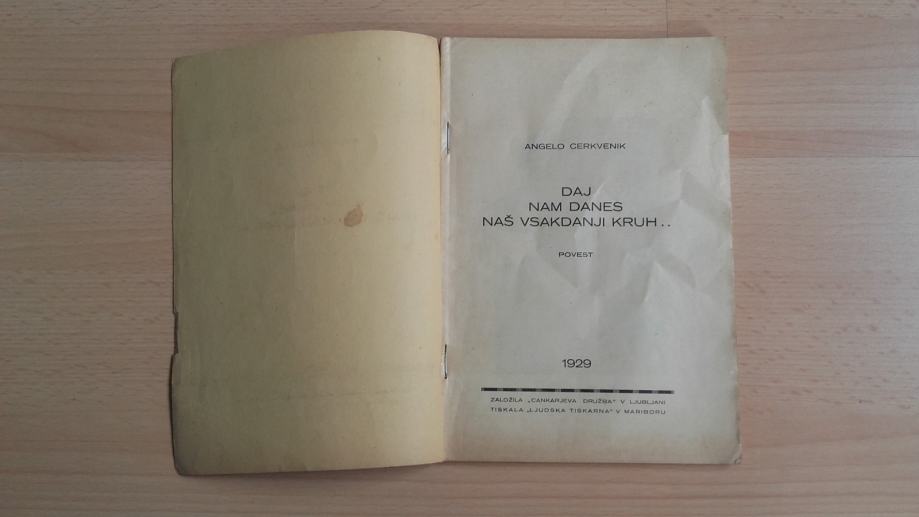 ANGELO CERKVENIK
DAJ
NAM DANES
NAŠ VSAKDANJI KRUH . .
POVEST
1929
ZALOŽILA „CANKARJEVA DRUŽBA" V LJUBLJANI
TISKALA „LJUDSKA TISKARNA" V MARIBORU